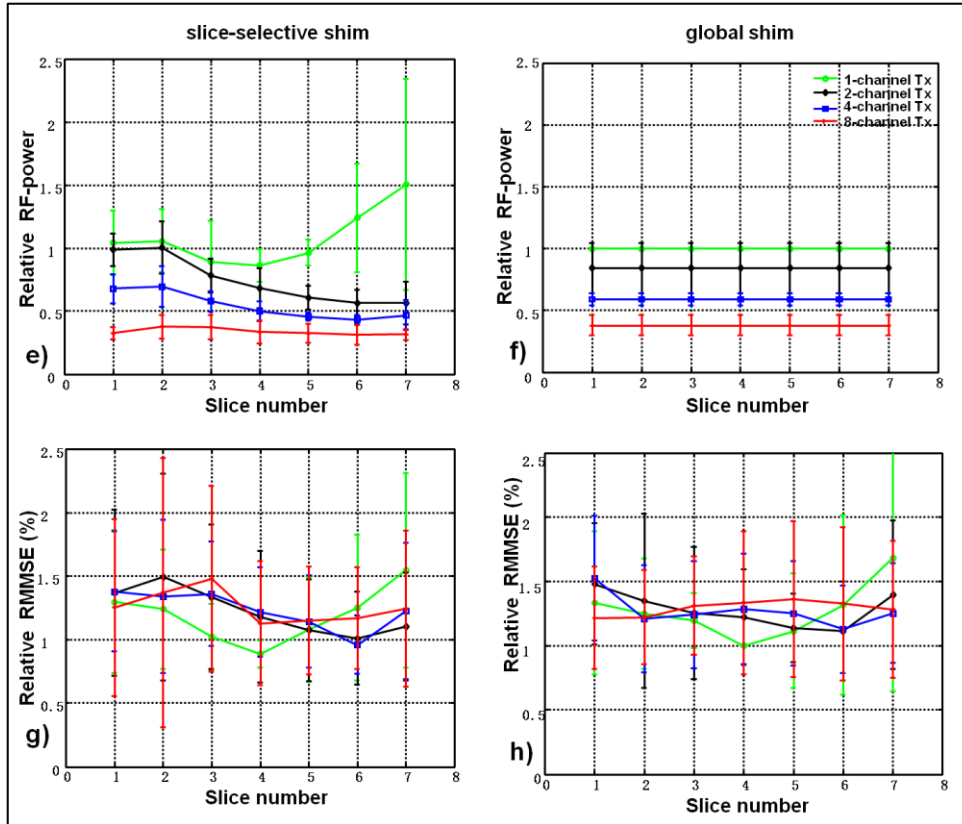 slice-selective shim
global shim
2.5
2
1.5
1
0.5
0
Relative RF-power
e)
0 1 2 3 4 5 6 7 8
Slice number
2.5
2
1.5
1
0.5
0
Relative RF-power
1-channel Tx
2-channel Tx
4-channel Tx
8-channel Tx
f)
0 1 2 3 4 5 6 7 8
Slice number
2.5
2
1.5
1
0.5
0
Relative RMMSE (%)
g)
0 1 2 3 4 5 6 7 8
Slice number
2.5
2
1.5
1
0.5
0
Relative RMMSE (%)
h)
0 1 2 3 4 5 6 7 8
Slice number